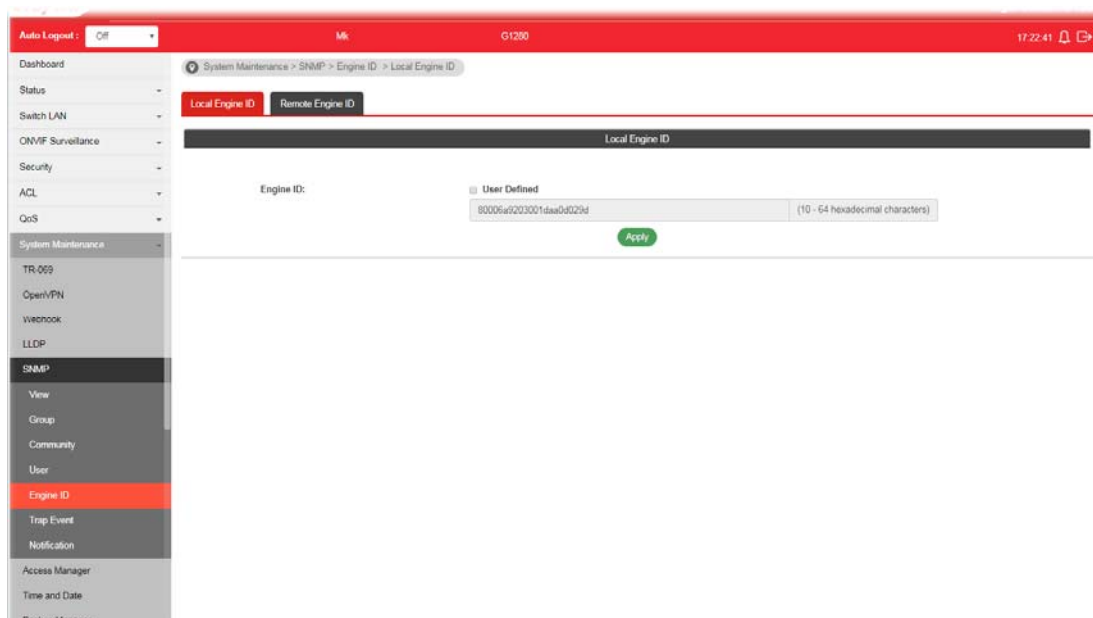 Auto Logout : Off
Mk
G1280
17:22:41
Dashboard
Status
Switch LAN
ONVIF Surveillance
Security
ACL
QoS
System Maintenance
TR-069
OpenVPN
Webhook
LLDP
SNMP
View
Group
Community
User
Engine ID
Trap Event
Notification
Access Manager
Time and Date
System Maintenance > SNMP > Engine ID > Local Engine ID
Local Engine ID
Remote Engine ID
Local Engine ID
Engine ID:
User Defined
80006a9203001daa0d029d
(10 - 64 hexadecimal characters)
Apply